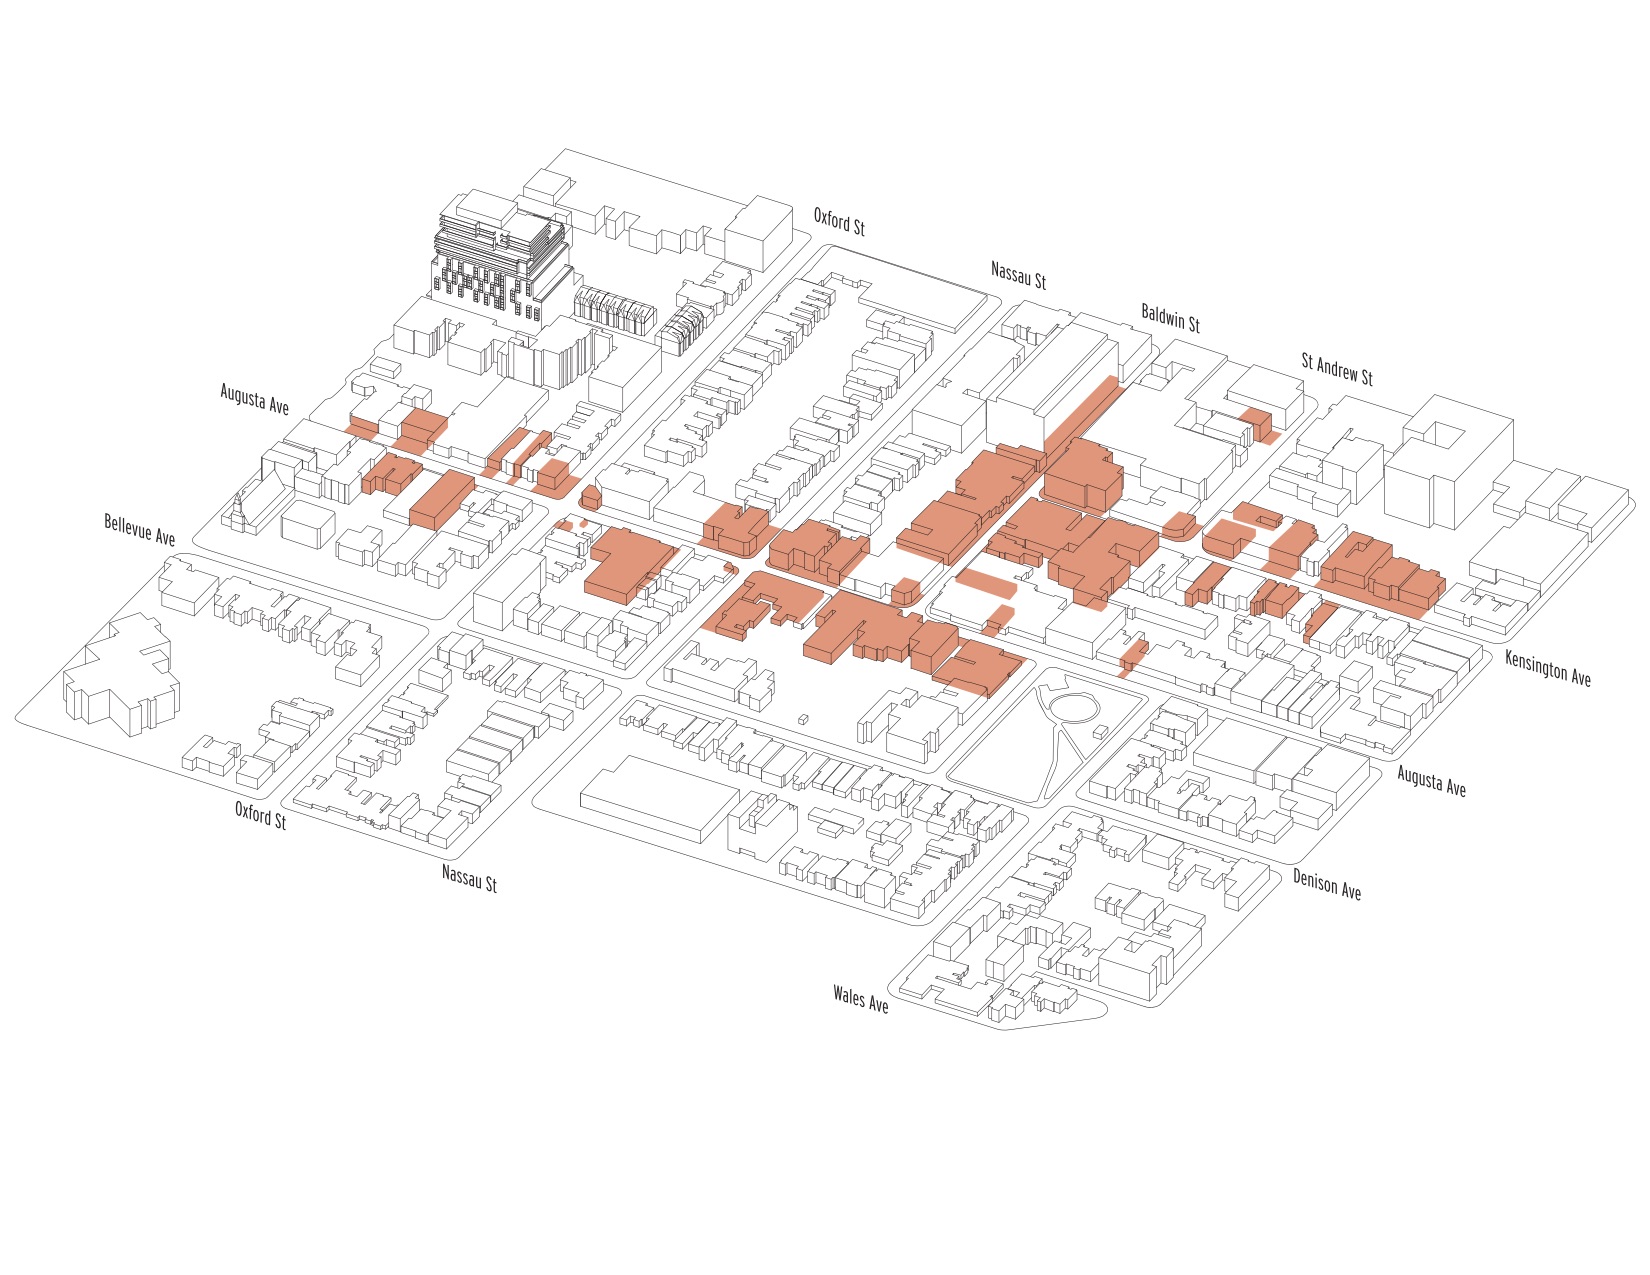 Oxford St
Nassau St
Baldwin St
St Andrew St
Augusta Ave
Bellevue Ave
Kensington Ave
Augusta Ave
Oxford St
Nassau St
Denison Ave
Wales Ave